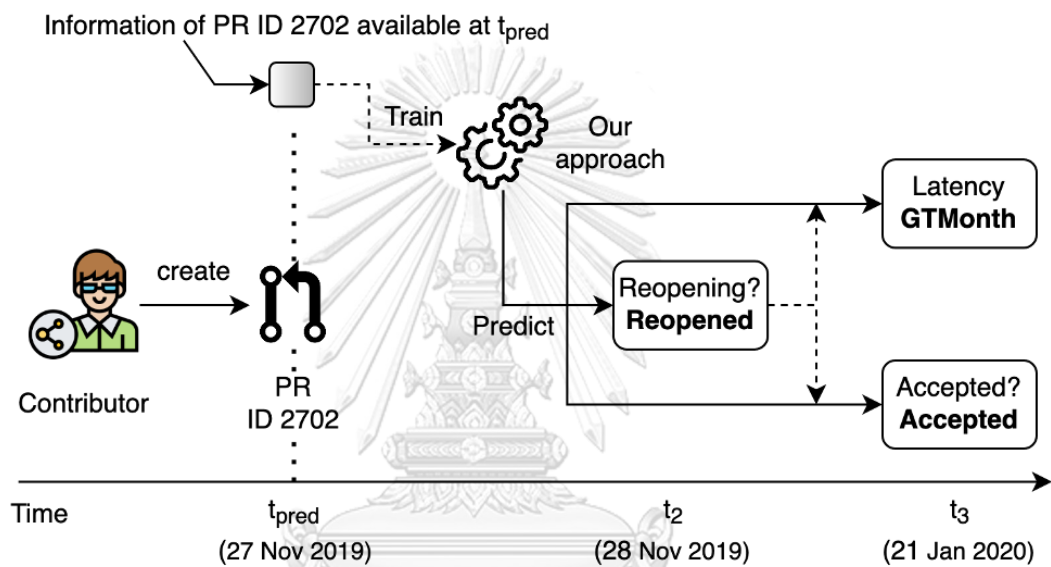 Information of PR ID 2702 available at tpred
Train
Our
approach
Latency
GTMonth
create
Reopening?
Reopened
Predict
Contributor
PR
ID 2702
Accepted?
Accepted
Time
tpred
t2
t3
(27 Nov 2019)
(28 Nov 2019)
(21 Jan 2020)